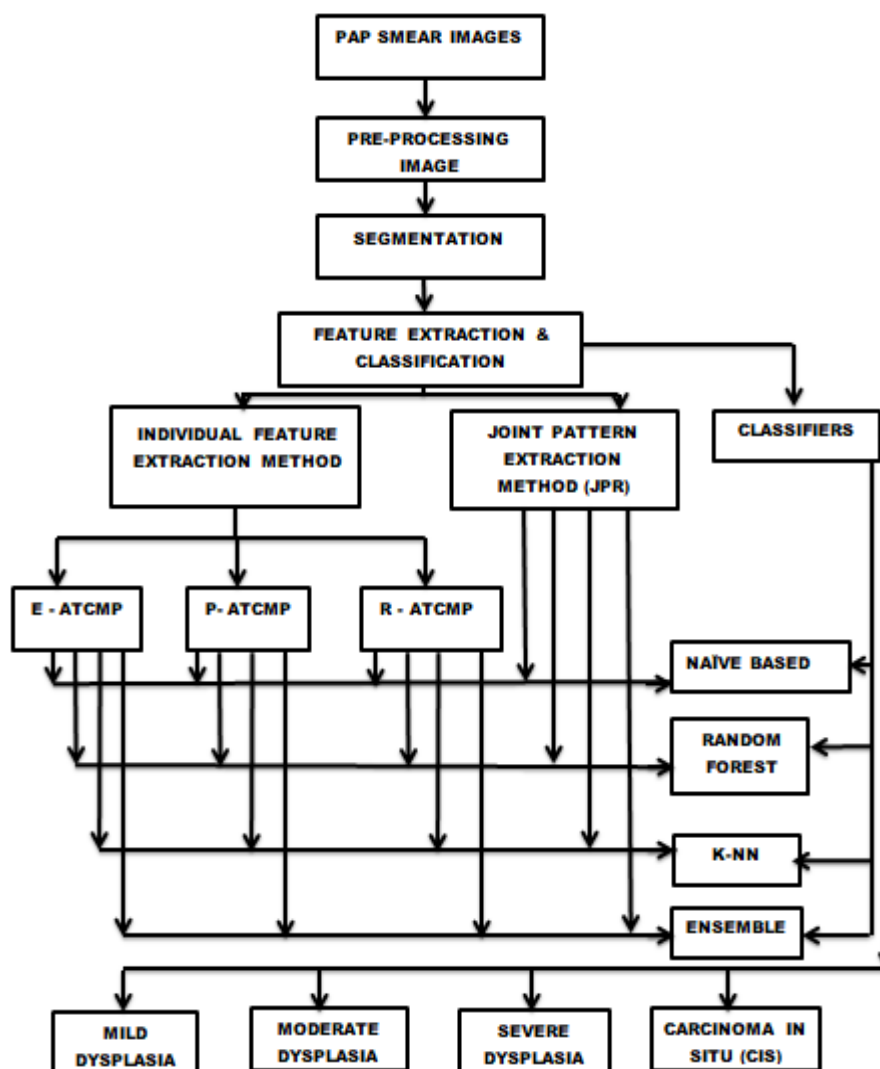 PAP SMEAR IMAGES
PRE-PROCESSING
IMAGE
SEGMENTATION
FEATURE EXTRACTION &
CLASSIFICATION
INDIVIDUAL FEATURE
EXTRACTION METHOD
JOINT PATTERN
EXTRACTION
METHOD (JPR)
CLASSIFIERS
E - ATCMP
P- ATCMP
R - ATCMP
NAÏVE BASED
RANDOM
FOREST
K-NN
ENSEMBLE
MILD
DYSPLASIA
MODERATE
DYSPLASIA
SEVERE
DYSPLASIA
CARCINOMA IN
SITU (CIS)